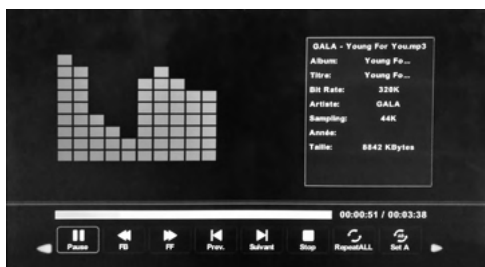 GALA - Young For You.mp3
Album: Young Fo...
Titre: Young Fo...
Bit Rate: 320K
Artiste: GALA
Sampling: 44K
Année:
Taille: 8842 KBytes
00:00:51 / 00:03:38
Pause FB FF Prev. Suivant Stop RepeatALL Set A